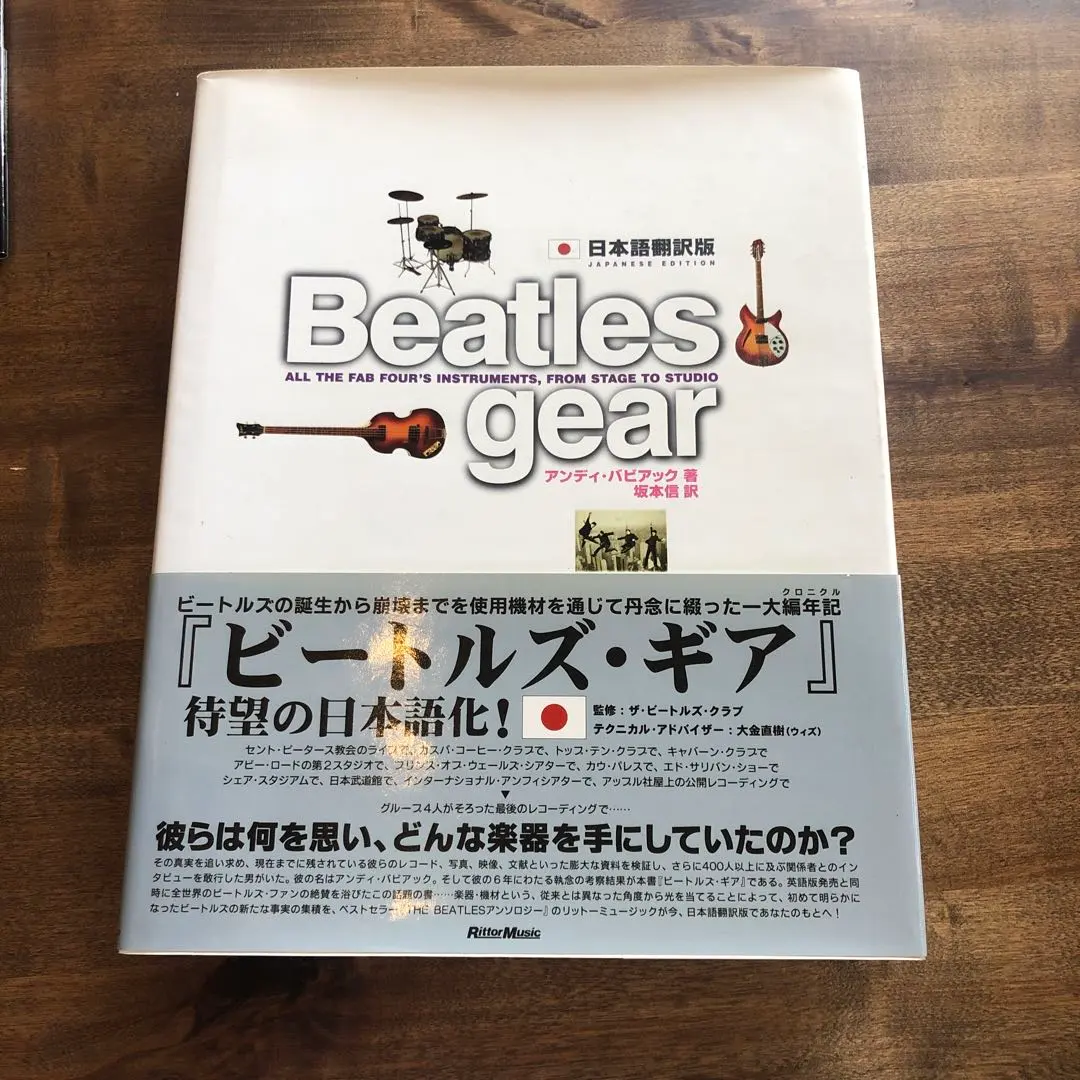 日本語翻訳版
JAPANESE EDITION
Beatles
ALL THE FAB FOUR'S INSTRUMENTS, FROM STAGE TO STUDIO
gear
アンディ・バビアック 著
坂本信 訳
クロニクル
ビートルズの誕生から崩壊までを使用機材を通じて丹念に綴った一大編年記
『ビートルズ・ギア』
待望の日本語化!
監修:ザ・ビートルズ・クラブ
テクニカル・アドバイザー:大金直樹(ウィズ)
セント・ピータース教会のライブで、カスバ・コーヒー・クラブで、トップ・テン・クラブで、キャバーン・クラブで
アビー・ロードの第2スタジオで、プリンス・オブ・ウェールズ・シアターで、カウ・パレスで、エド・サリバン・ショーで
シェア・スタジアムで、日本武道館で、インターナショナル・アンフィシアターで、アップル社屋上の公開レコーディングで
▼
グループ4人がそろった最後のレコーディングで……
彼らは何を思い、どんな楽器を手にしていたのか?
その真実を追い求め、現在までに残されている彼らのレコード、写真、映像、文献といった膨大な資料を検証し、さらに400人以上に及ぶ関係者とのイン
タビューを敢行した男がいた。彼の名はアンディ・バビアック。そして彼の6年にわたる執念の考察結果が本書『ビートルズ・ギア』である。英語版発売と同
時に全世界のビートルズ・ファンの絶賛を浴びたこの話題の書……楽器・機材という、従来とは異なった角度から光を当てることによって、初めて明らかに
なったビートルズの新たな事実の集積を、ベストセラー『THE BEATLESアンソロジー』のリットーミュージックが今、日本語翻訳版であなたのもとへ!
RittorMusic